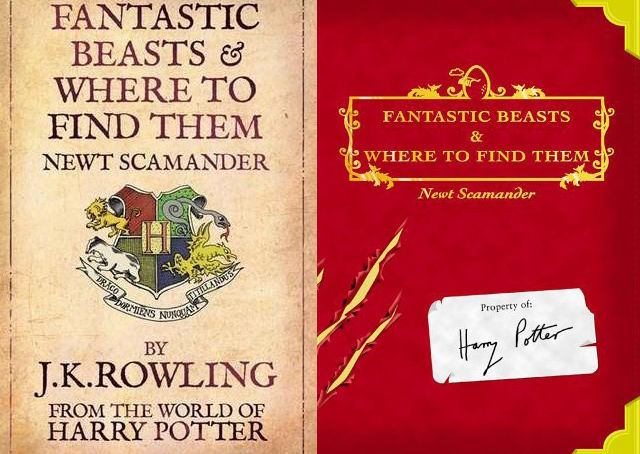 FANTASTIC
BEASTS &
WHERE TO
FIND THEM
NEWT SCAMANDER
H
DRACO
DORMIENS NUNQUAM
TITILLANDUS
BY
J.K.ROWLING
FROM THE WORLD OF
HARRY POTTER
FANTASTIC BEASTS
&
WHERE TO FIND THEM
Newt Scamander
Property of:
Harry Potter